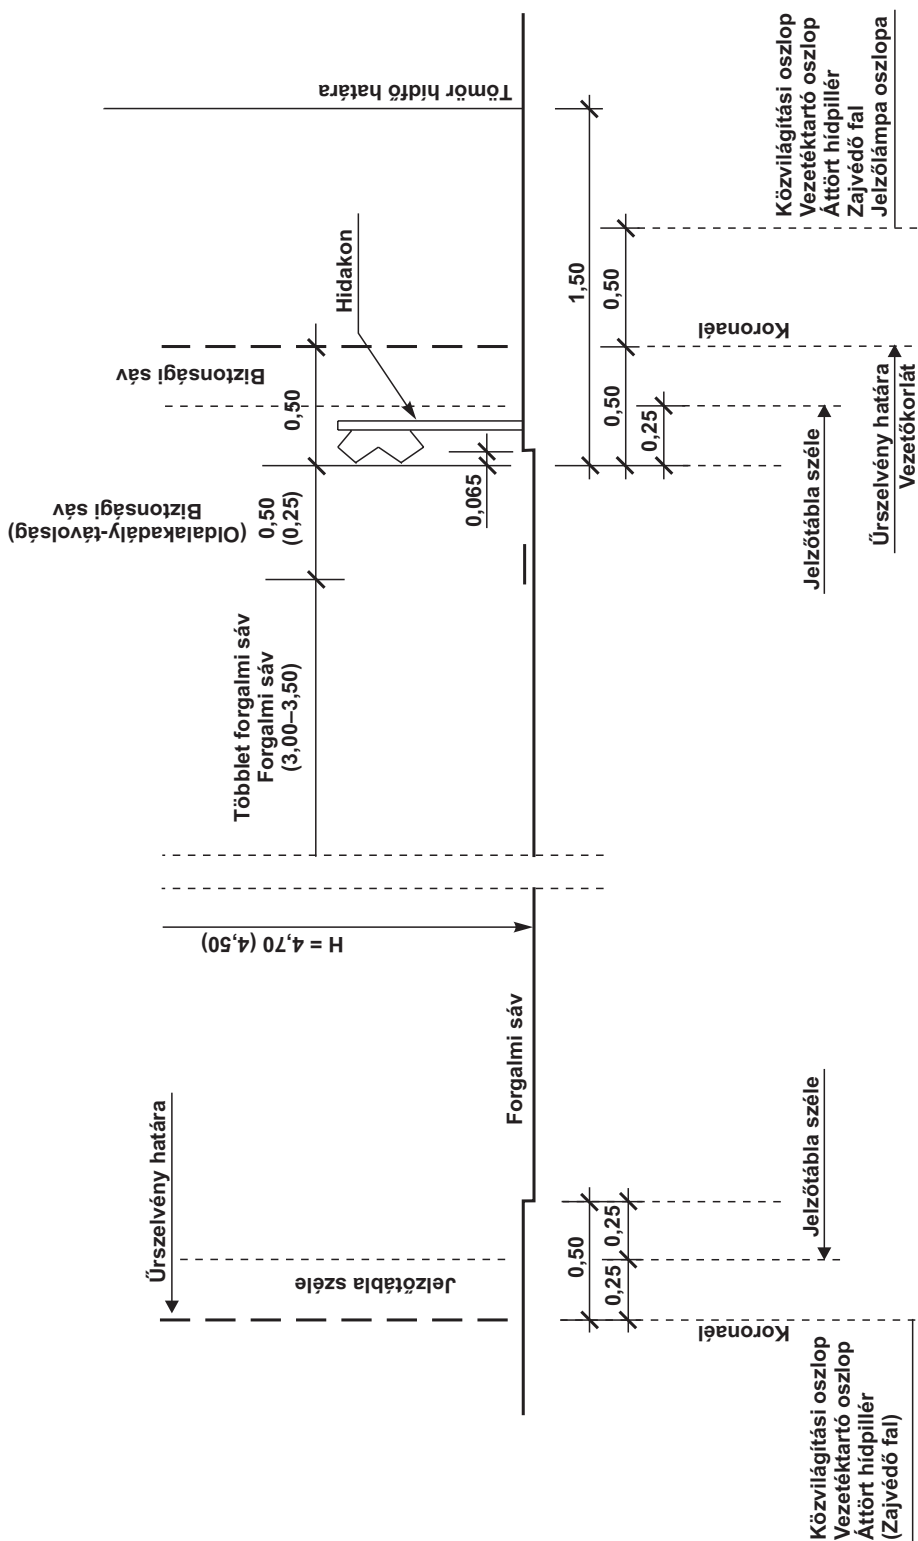 Űrszelvény határa
Jelzőtábla széle
H = 4,70 (4,50)
Forgalmi sáv
Többlet forgalmi sáv
Forgalmi sáv
(3,00–3,50)
Biztonsági sáv
(Oldalakadály-távolság)
0,50
(0,25)
Biztonsági sáv
0,50
Hidakon
0,065
Tömör hídfő határa
0,50
0,25
0,25
Koronaél
Jelzőtábla széle
Közvilágítási oszlop
Vezetéktartó oszlop
Áttört hídpillér
(Zajvédő fal)
1,50
0,50
0,50
0,25
Koronaél
Jelzőtábla széle
Űrszelvény határa
Vezetőkorlát
Közvilágítási oszlop
Vezetéktartó oszlop
Áttört hídpillér
Zajvédő fal
Jelzőlámpa oszlopa